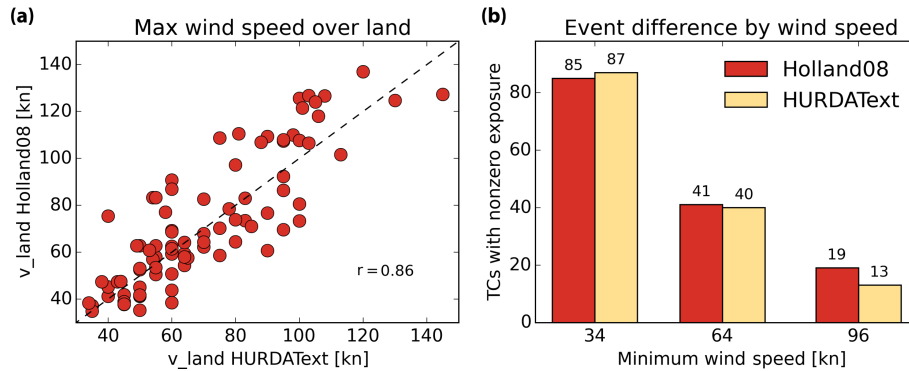 (a)
Max wind speed over land
v_land Holland08 [kn]
140
120
100
80
60
40
r = 0.86
40 60 80 100 120 140
v_land HURDAText [kn]
(b)
Event difference by wind speed
TCs with nonzero exposure
80
60
40
20
0
85 87
41 40
19 13
Holland08
HURDAText
34 64 96
Minimum wind speed [kn]